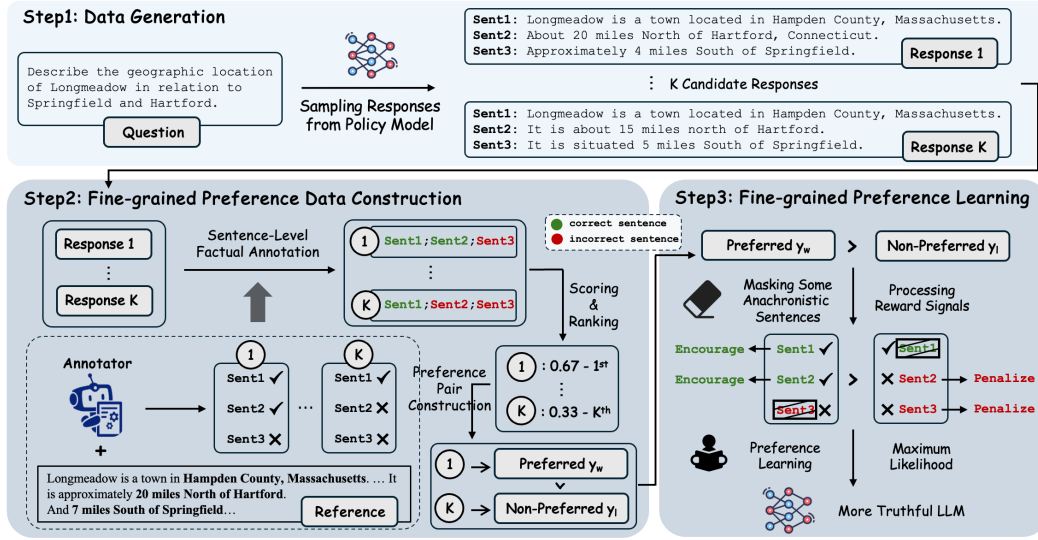 Step1: Data Generation
Describe the geographic location
of Longmeadow in relation to
Springfield and Hartford.
Question
Sampling Responses
from Policy Model
Sent1: Longmeadow is a town located in Hampden County, Massachusetts.
Sent2: About 20 miles North of Hartford, Connecticut.
Sent3: Approximately 4 miles South of Springfield.
Response 1
⋮ K Candidate Responses
Sent1: Longmeadow is a town located in Hampden County, Massachusetts.
Sent2: It is about 15 miles north of Hartford.
Sent3: It is situated 5 miles South of Springfield.
Response K
Step2: Fine-grained Preference Data Construction
Response 1
⋮
Response K
Sentence-Level
Factual Annotation
1 Sent1;Sent2;Sent3
⋮
K Sent1;Sent2;Sent3
correct sentence
incorrect sentence
Scoring
&
Ranking
Annotator
+
1
Sent1 ✓
Sent2 ✓
Sent3 ✕
...
K
Sent1 ✓
Sent2 ✕
Sent3 ✕
Longmeadow is a town in Hampden County, Massachusetts. … It
is approximately 20 miles North of Hartford.
And 7 miles South of Springfield…
Reference
Preference
Pair
Construction
1 : 0.67 - 1st
⋮
K : 0.33 - Kth
1 Preferred yw
K Non-Preferred yl
Step3: Fine-grained Preference Learning
Preferred yw > Non-Preferred yl
Masking Some
Anachronistic
Sentences
Processing
Reward Signals
Encourage Sent1 ✓
Encourage Sent2 ✓
Sent3 ✕
>
✓ Sent1
✕ Sent2 Penalize
✕ Sent3 Penalize
Preference
Learning
Maximum
Likelihood
More Truthful LLM